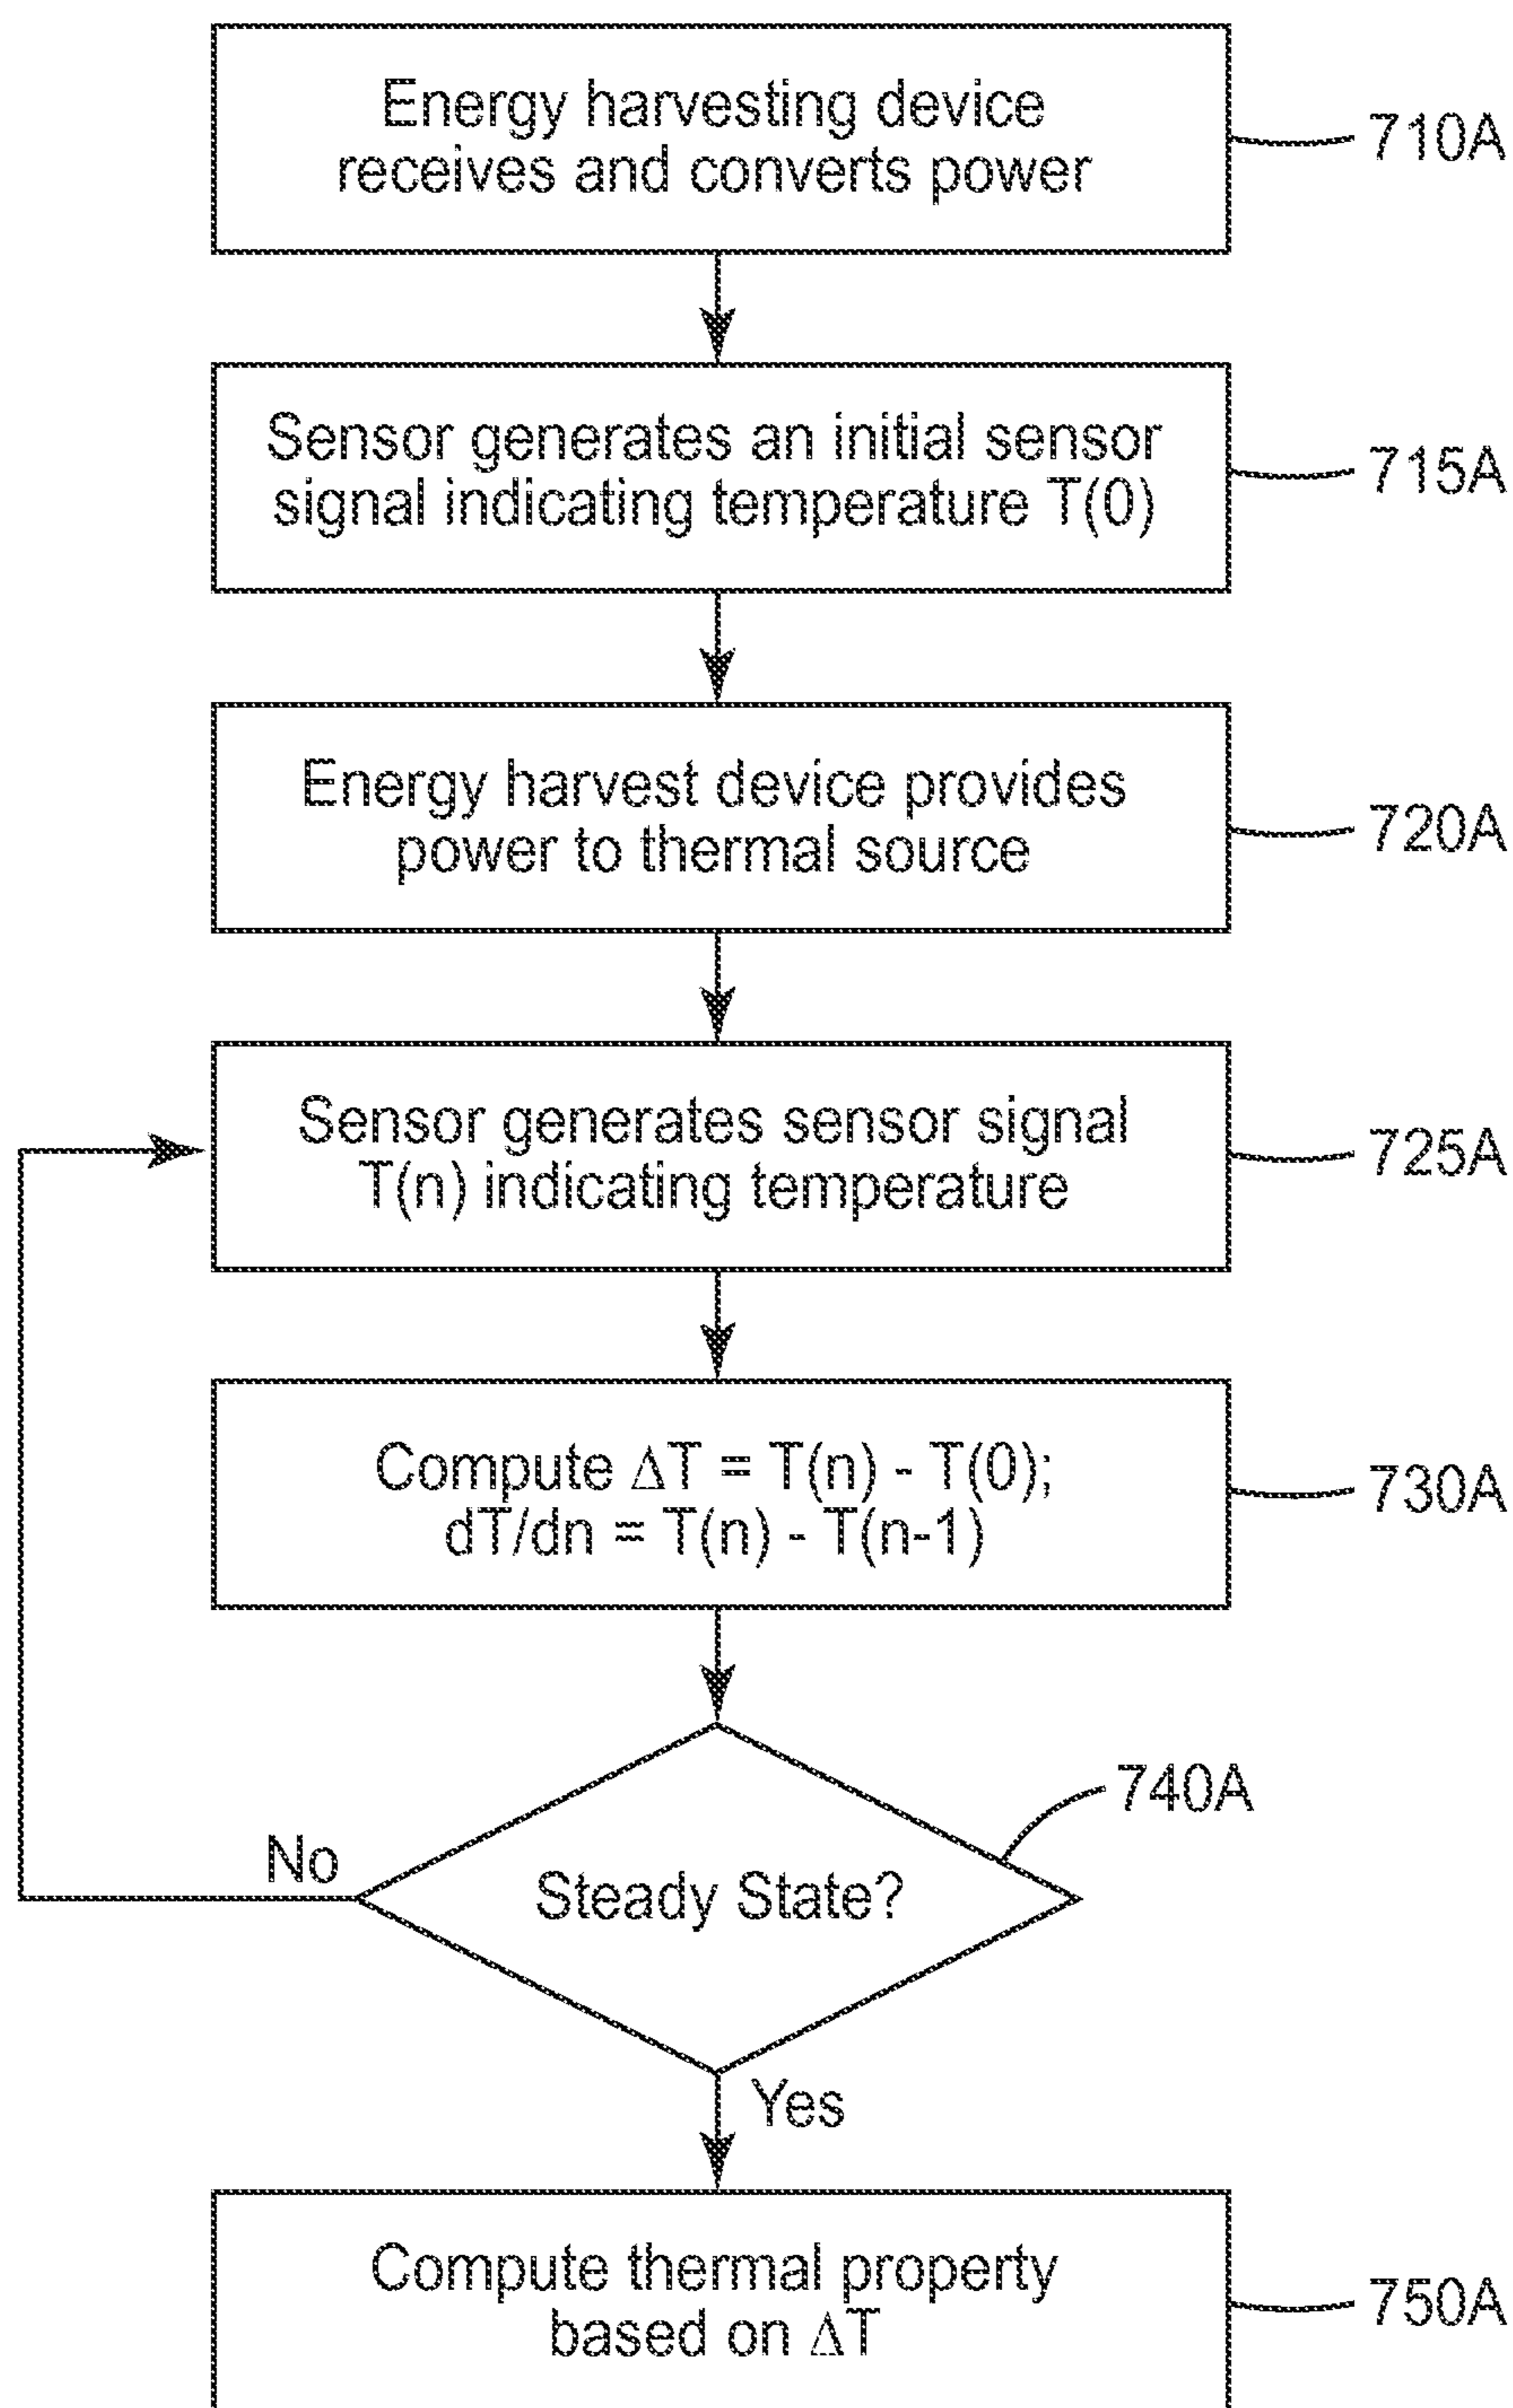 Energy harvesting device
receives and converts power
710A
Sensor generates an initial sensor
signal indicating temperature T(0)
715A
Energy harvest device provides
power to thermal source
720A
Sensor generates sensor signal
T(n) indicating temperature
725A
Compute ΔT = T(n) - T(0);
dT/dn = T(n) - T(n-1)
730A
740A
No
Steady State?
Yes
Compute thermal property
based on ΔT
750A